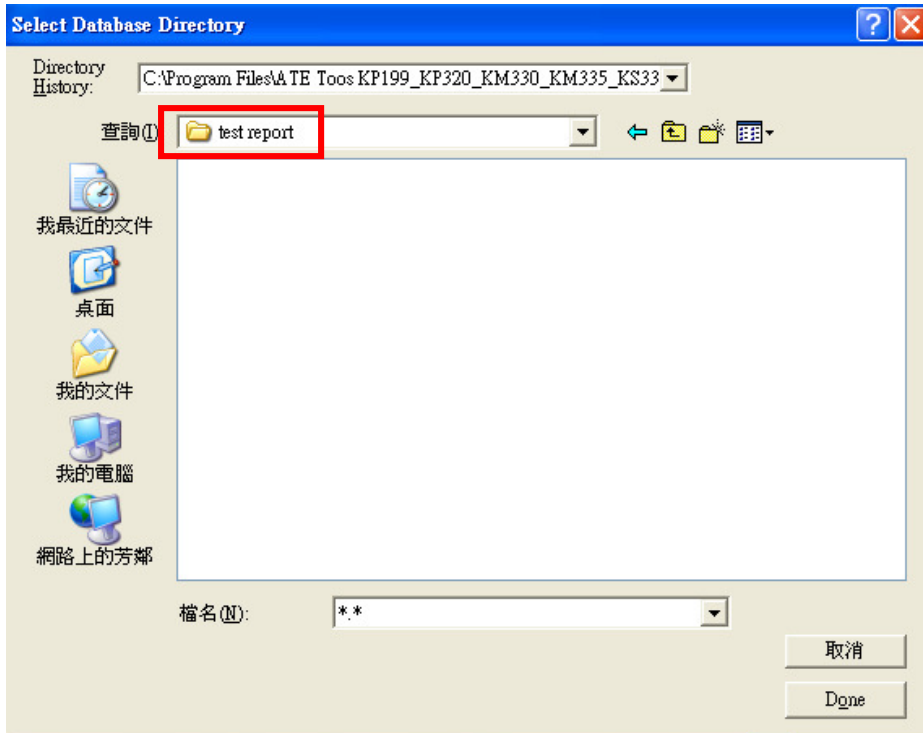 Select Database Directory
Directory
History:
C:\Program Files\ATE Toos KP199_KP320_KM330_KM335_KS33
查詢(I)
test report
我最近的文件
桌面
我的文件
我的電腦
網路上的芳鄰
檔名(N):
*.*
取消
Done